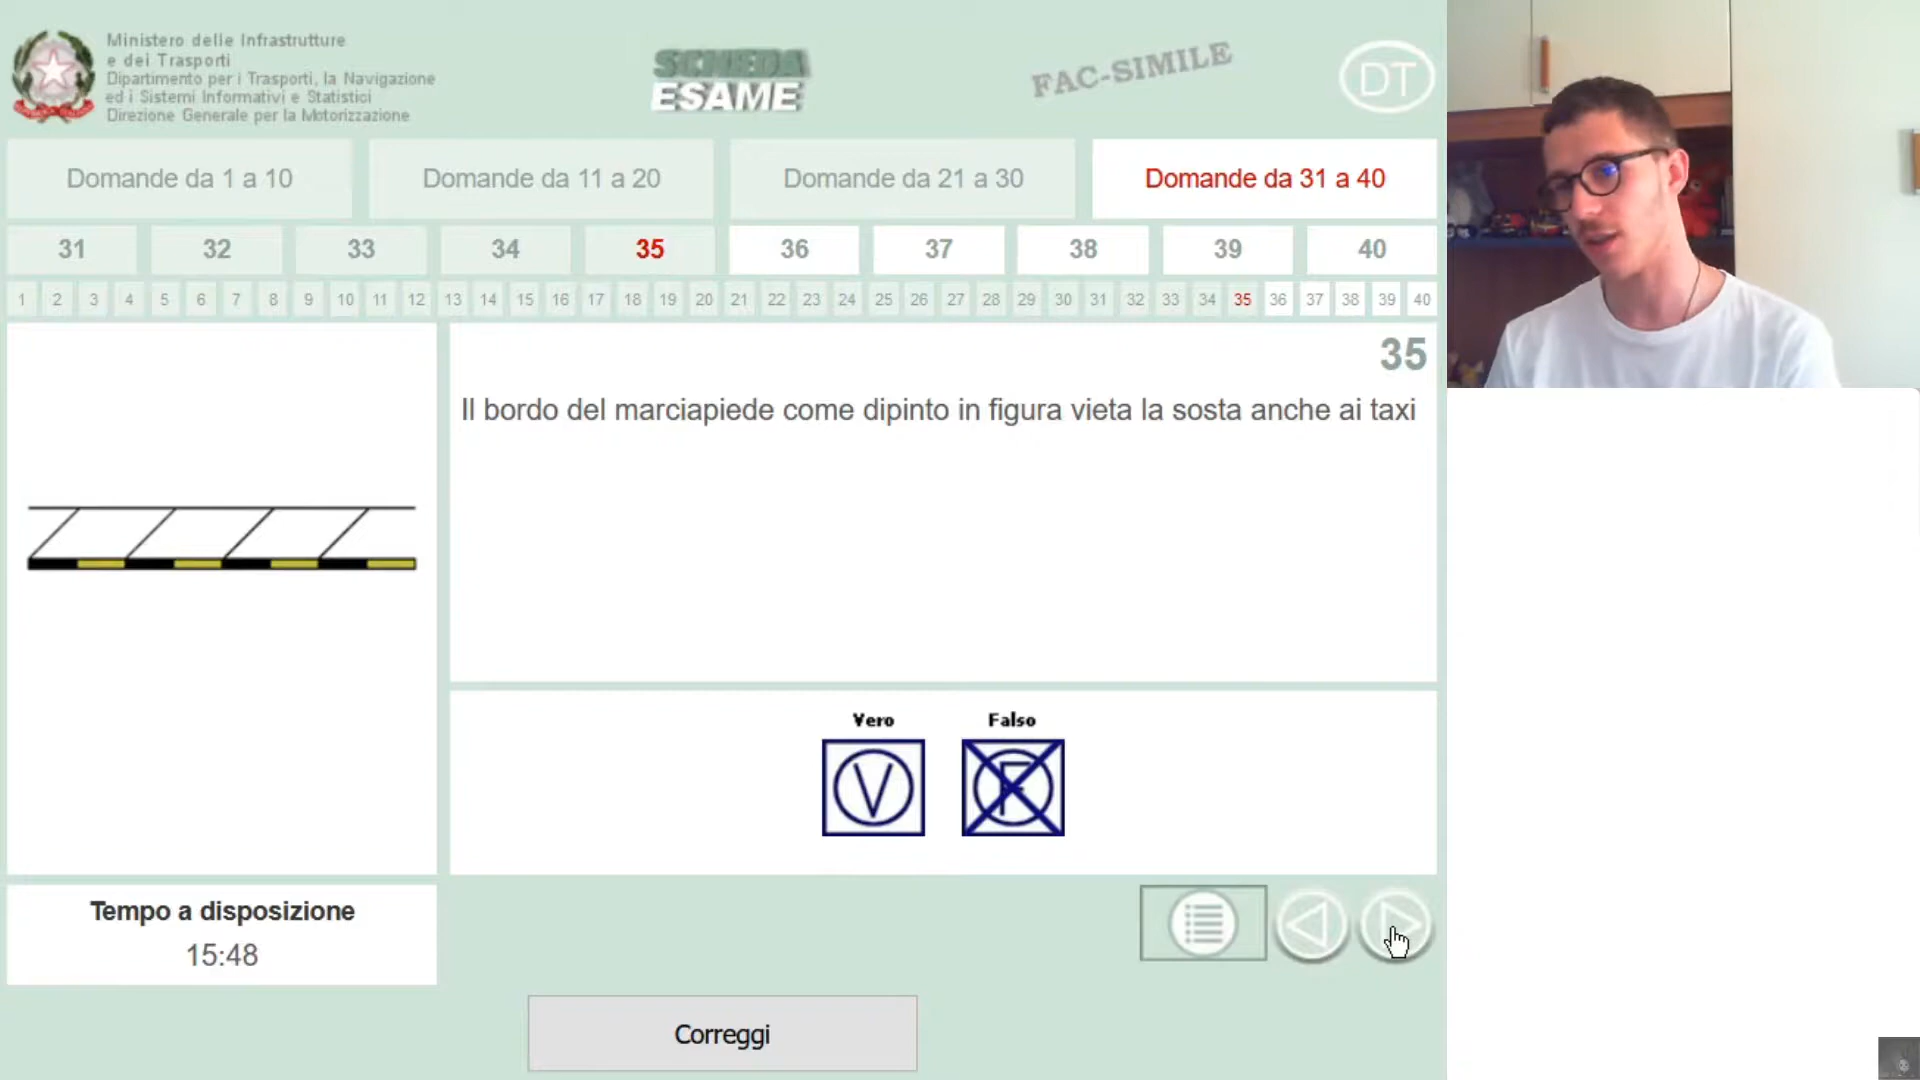 Ministero delle Infrastrutture
e dei Trasporti
Dipartimento per i Trasporti, la Navigazione
ed i Sistemi Informativi e Statistici
Direzione Generale per la Motorizzazione
SCHEDA
ESAME
FAC-SIMILE
DT
Domande da 1 a 10
Domande da 11 a 20
Domande da 21 a 30
Domande da 31 a 40
31 32 33 34 35 36 37 38 39 40
1 2 3 4 5 6 7 8 9 10 11 12 13 14 15 16 17 18 19 20 21 22 23 24 25 26 27 28 29 30 31 32 33 34 35 36 37 38 39 40
35
Il bordo del marciapiede come dipinto in figura vieta la sosta anche ai taxi
Vero Falso
V F
Tempo a disposizione
15:48
Correggi